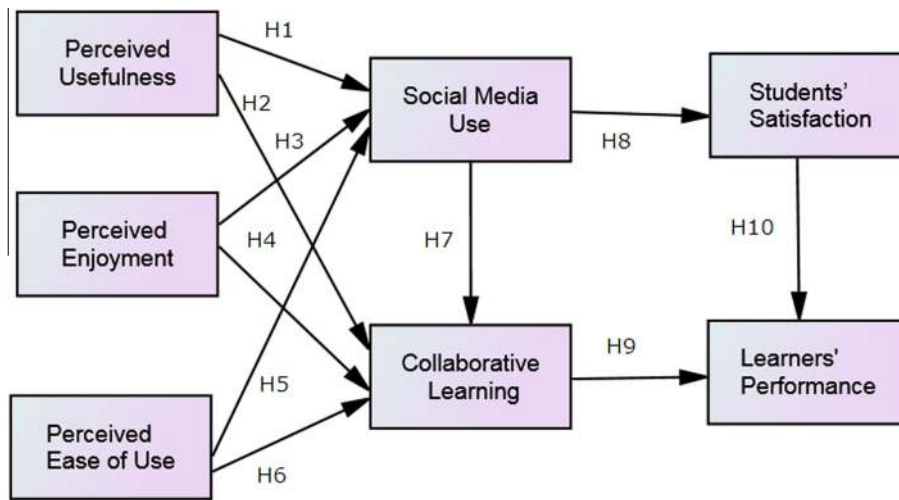 Perceived
Usefulness
H1
H2
H3
Social Media
Use
H8
Students'
Satisfaction
Perceived
Enjoyment
H4
H7
H10
H5
Collaborative
Learning
H9
Learners'
Performance
Perceived
Ease of Use
H6